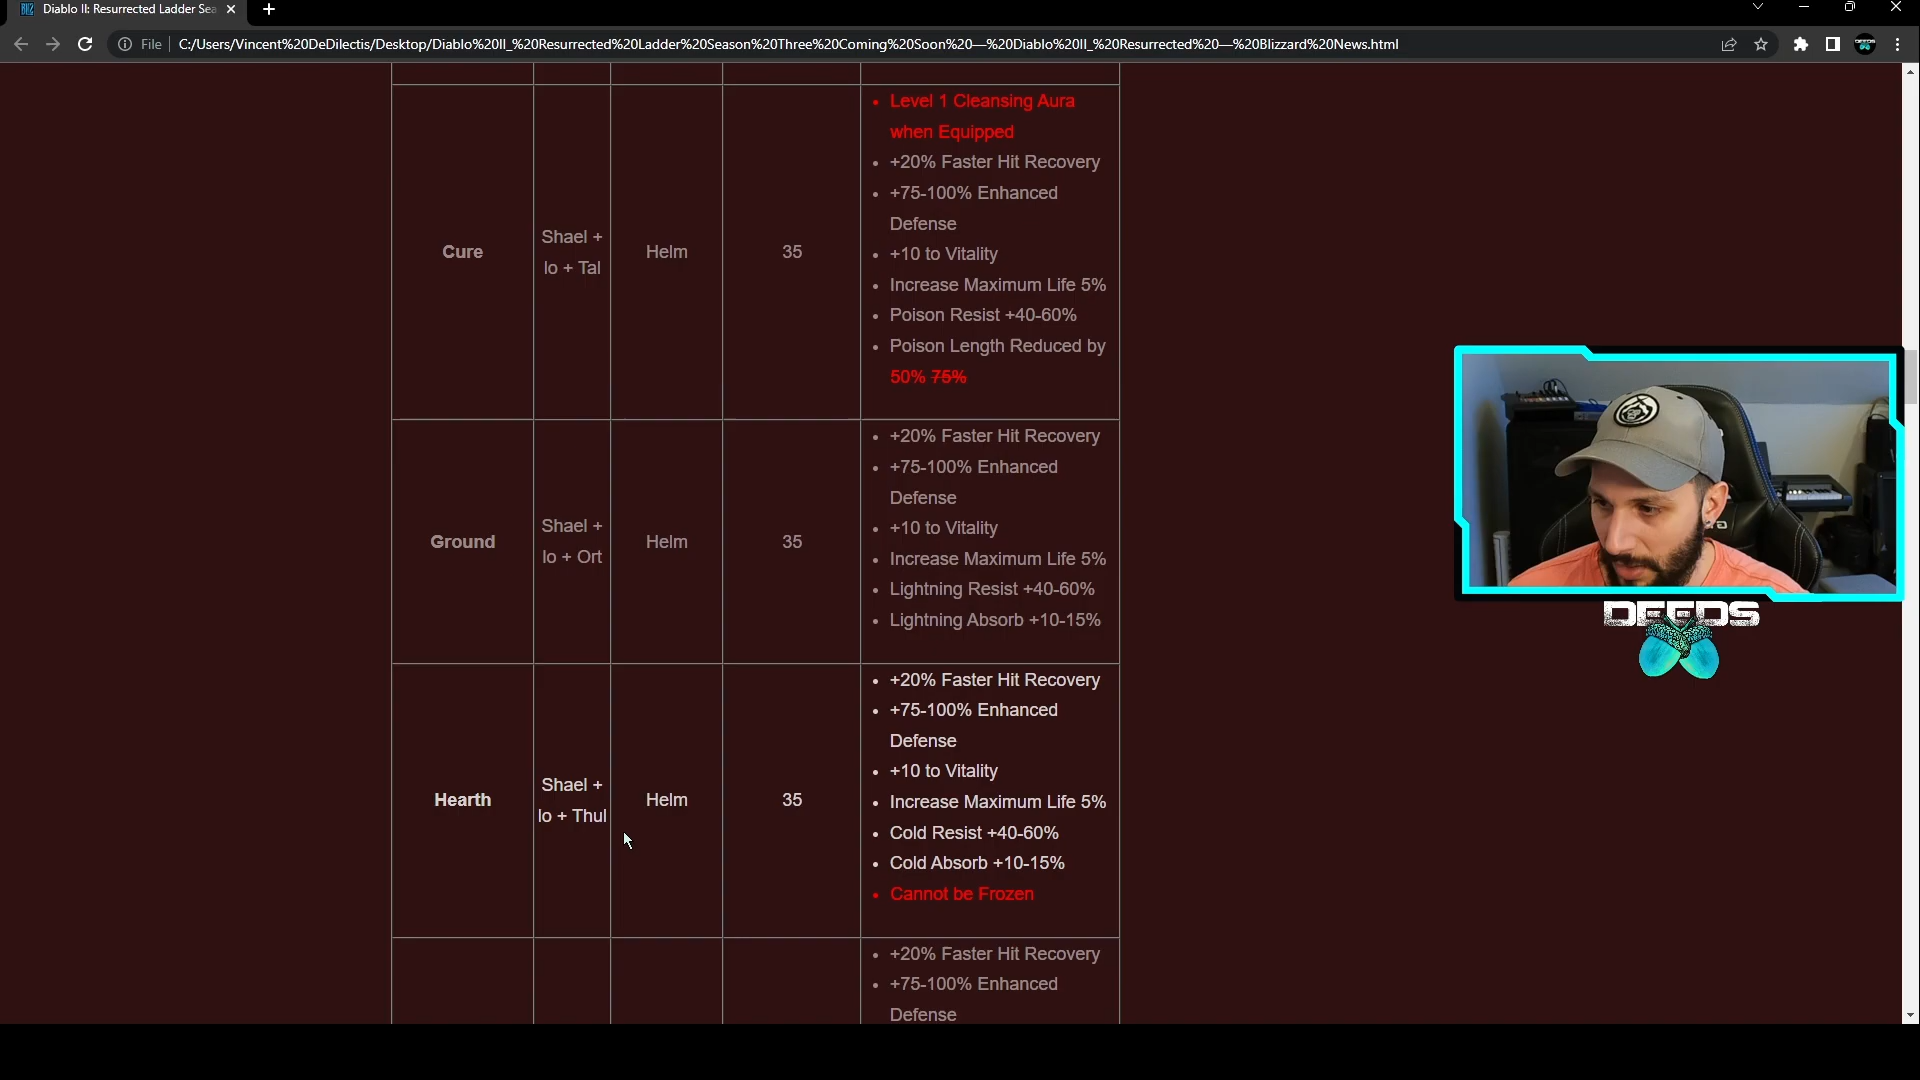 Diablo II: Resurrected Ladder Sea
File
C:/Users/Vincent%20DeDilectis/Desktop/Diablo%20II_%20Resurrected%20Ladder%20Season%20Three%20Coming%20Soon%20—%20Diablo%20II_%20Resurrected%20—%20Blizzard%20News.html
Level 1 Cleansing Aura
when Equipped
+20% Faster Hit Recovery
+75-100% Enhanced
Defense
+10 to Vitality
Increase Maximum Life 5%
Poison Resist +40-60%
Poison Length Reduced by
50% 75%
Cure
Shael +
Io + Tal
Helm
35
+20% Faster Hit Recovery
+75-100% Enhanced
Defense
+10 to Vitality
Increase Maximum Life 5%
Lightning Resist +40-60%
Lightning Absorb +10-15%
Ground
Shael +
Io + Ort
Helm
35
+20% Faster Hit Recovery
+75-100% Enhanced
Defense
+10 to Vitality
Increase Maximum Life 5%
Cold Resist +40-60%
Cold Absorb +10-15%
Cannot be Frozen
Hearth
Shael +
Io + Thul
Helm
35
+20% Faster Hit Recovery
+75-100% Enhanced
Defense
DEEDS